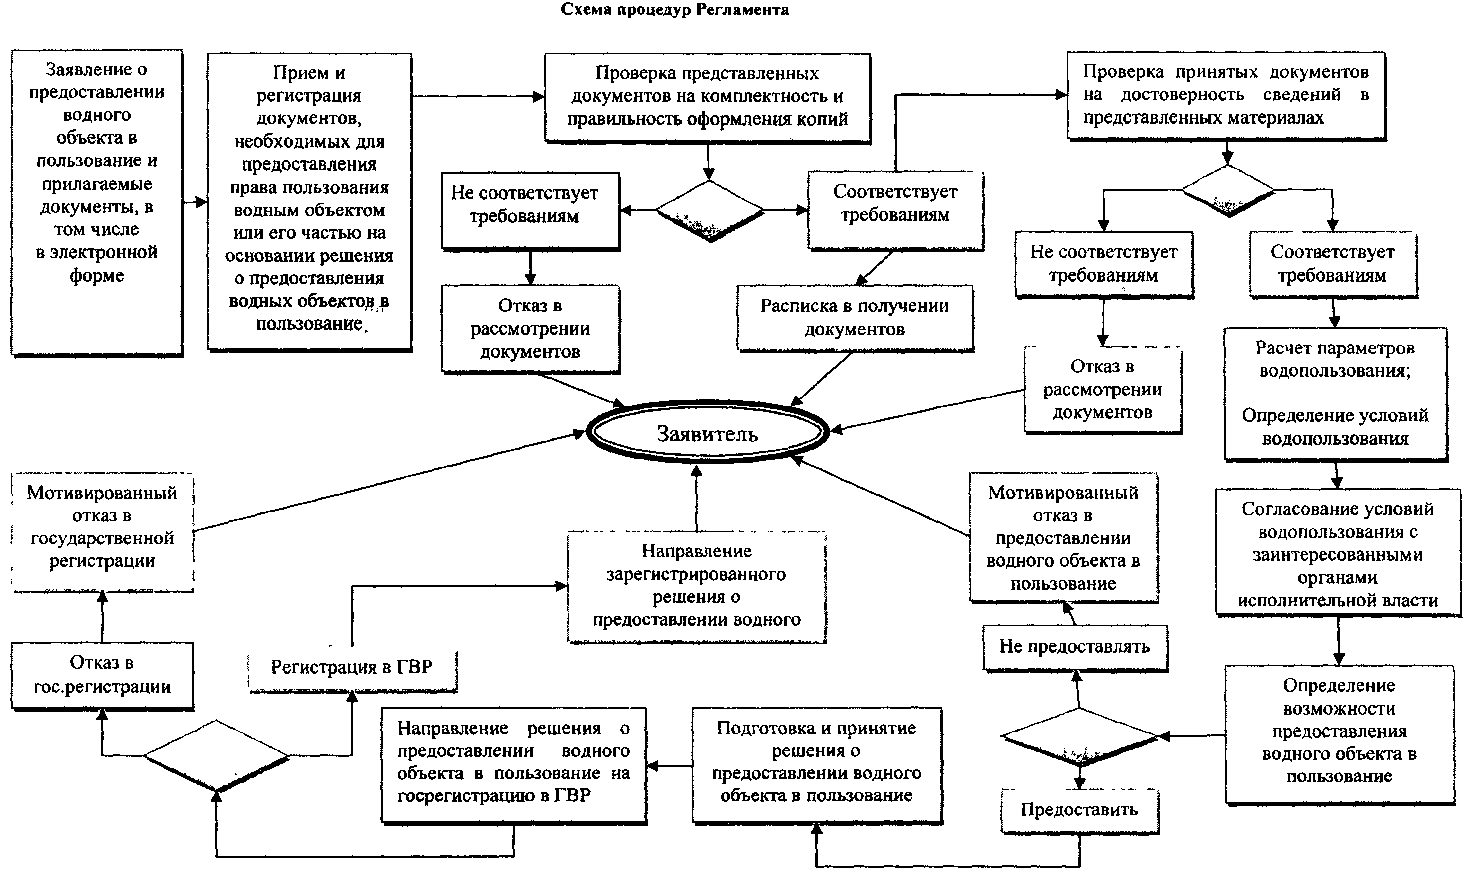 Схема процедур Регламента
Заявление о
предоставлении
водного
объекта в
пользование и
прилагаемые
документы, в
том числе
в электронной
форме
Прием и
регистрация
документов,
необходимых для
предоставления
права пользования
водным объектом
или его частью на
основании решения
о предоставления
водных объектов в
пользование.
Проверка представленных
документов на комплектность и
правильность оформления копий
Проверка принятых документов
на достоверность сведений в
представленных материалах
Не соответствует
требованиям
Соответствует
требованиям
Не соответствует
требованиям
Соответствует
требованиям
Отказ в
рассмотрении
документов
Расписка в получении
документов
Отказ в
рассмотрении
документов
Расчет параметров
водопользования;
Определение условий
водопользования
Заявитель
Мотивированный
отказ в
государственной
регистрации
Направление
зарегистрированного
решения о
предоставлении водного
Мотивированный
отказ в
предоставлении
водного объекта в
пользование
Согласование условий
водопользования с
заинтересованными
органами
исполнительной власти
Отказ в
гос.регистрации
Регистрация в ГВР
Не предоставлять
Определение
возможности
предоставления
водного объекта в
пользование
Направление решения о
предоставлении водного
объекта в пользование на
госрегистрацию в ГВР
Подготовка и принятие
решения о
предоставлении водного
объекта в пользование
Предоставить